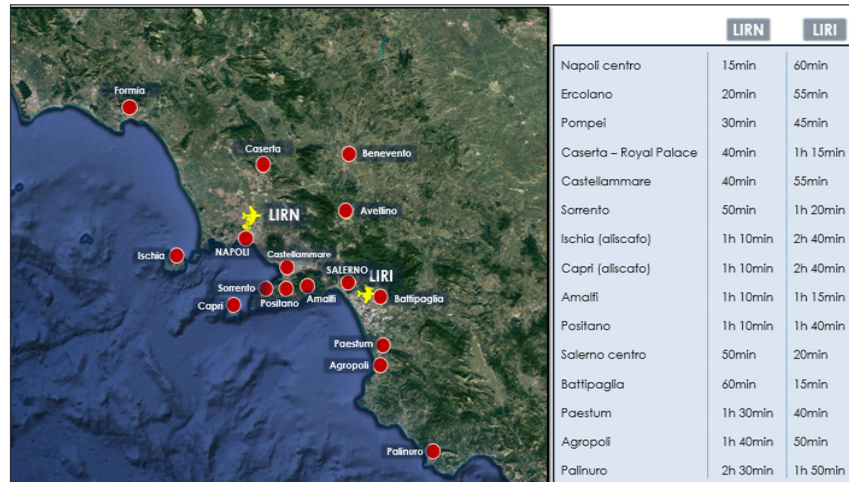 Formia
Caserta
Benevento
LIRN
Avellino
NAPOLI
Ischia
Castellammare
SALERNO
LIRI
Sorrento
Positano
Amalfi
Battipaglia
Capri
Paestum
Agropoli
Palinuro
LIRN LIRI
Napoli centro 15min 60min
Ercolano 20min 55min
Pompei 30min 45min
Caserta – Royal Palace 40min 1h 15min
Castellammare 40min 55min
Sorrento 50min 1h 20min
Ischia (aliscafo) 1h 10min 2h 40min
Capri (aliscafo) 1h 10min 2h 40min
Amalfi 1h 10min 1h 15min
Positano 1h 10min 1h 40min
Salerno centro 50min 20min
Battipaglia 60min 15min
Paestum 1h 30min 40min
Agropoli 1h 40min 50min
Palinuro 2h 30min 1h 50min